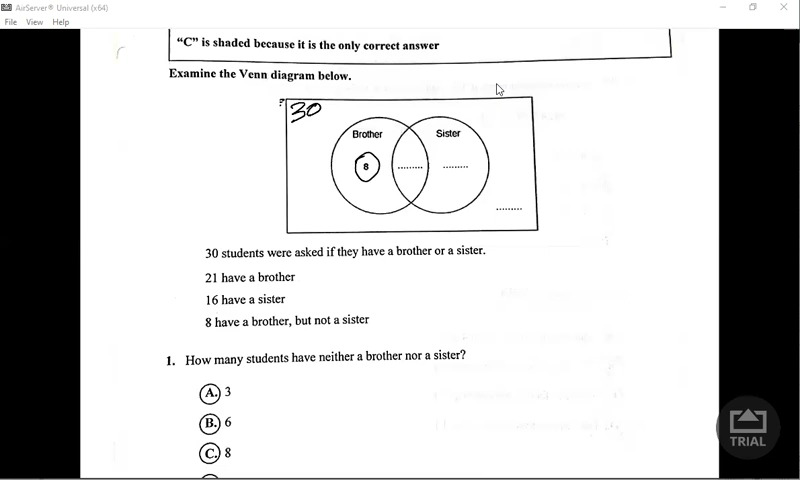 AirServer® Universal (x64)
File View Help
"C" is shaded because it is the only correct answer
Examine the Venn diagram below.
30
Brother Sister
8 ......... .........
.........
30 students were asked if they have a brother or a sister.
21 have a brother
16 have a sister
8 have a brother, but not a sister
1. How many students have neither a brother nor a sister?
A. 3
B. 6
C. 8
TRIAL